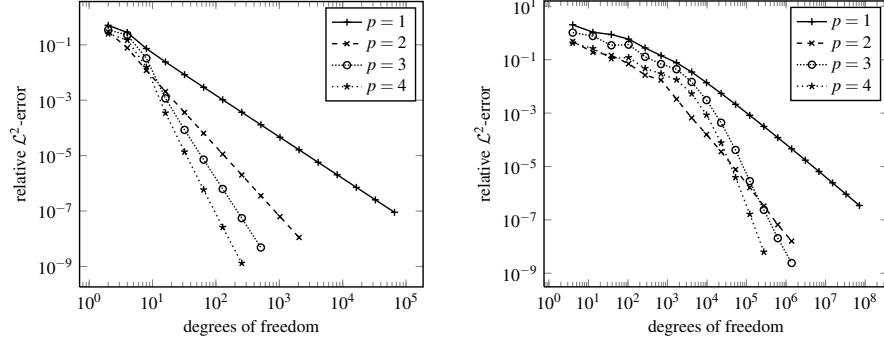 10^{-1}
10^{-3}
10^{-5}
10^{-7}
10^{-9}
relative ℒ²-error
10^0 10^1 10^2 10^3 10^4 10^5
degrees of freedom
p = 1
p = 2
p = 3
p = 4
10^1
10^{-1}
10^{-3}
10^{-5}
10^{-7}
10^{-9}
relative ℒ²-error
10^0 10^1 10^2 10^3 10^4 10^5 10^6 10^7 10^8
degrees of freedom
p = 1
p = 2
p = 3
p = 4